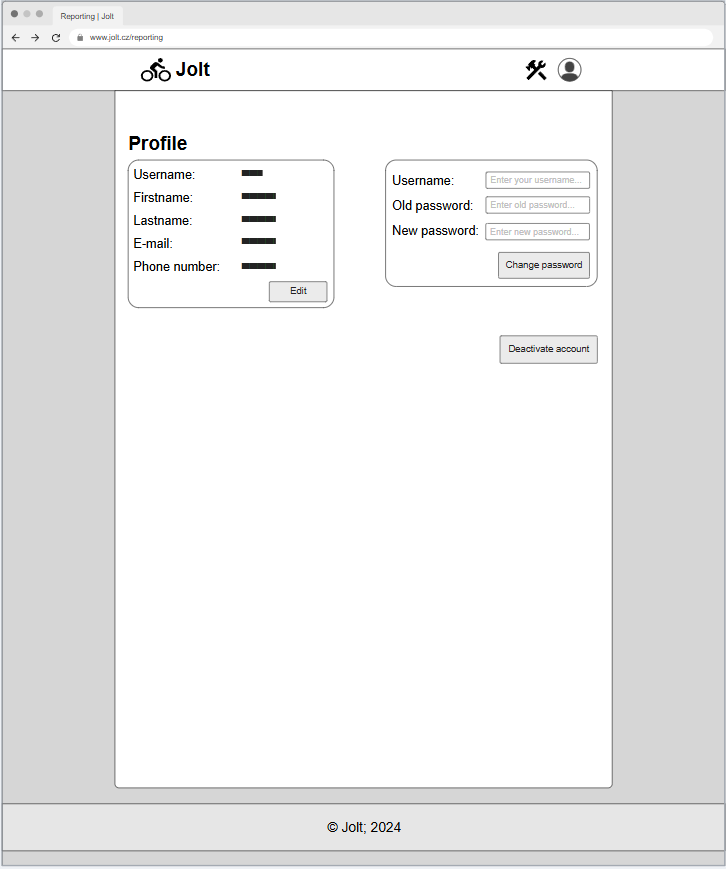 Reporting | Jolt
www.jolt.cz/reporting
Jolt
Profile
Username:
Firstname:
Lastname:
E-mail:
Phone number:
Edit
Username: Enter your username...
Old password: Enter old password...
New password: Enter new password...
Change password
Deactivate account
© Jolt; 2024